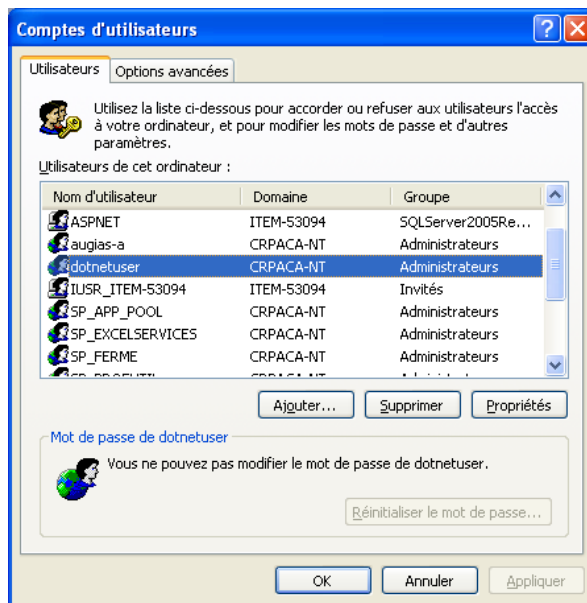 Comptes d'utilisateurs
Utilisateurs Options avancées
Utilisez la liste ci-dessous pour accorder ou refuser aux utilisateurs l'accès
à votre ordinateur, et pour modifier les mots de passe et d'autres
paramètres.
Utilisateurs de cet ordinateur :
Nom d'utilisateur Domaine Groupe
ASPNET ITEM-53094 SQLServer2005Re...
augias-a CRPACA-NT Administrateurs
dotnetuser CRPACA-NT Administrateurs
IUSR_ITEM-53094 ITEM-53094 Invités
SP_APP_POOL CRPACA-NT Administrateurs
SP_EXCELSERVICES CRPACA-NT Administrateurs
SP_FERME CRPACA-NT Administrateurs
Ajouter... Supprimer Propriétés
Mot de passe de dotnetuser
Vous ne pouvez pas modifier le mot de passe de dotnetuser.
Réinitialiser le mot de passe...
OK Annuler Appliquer